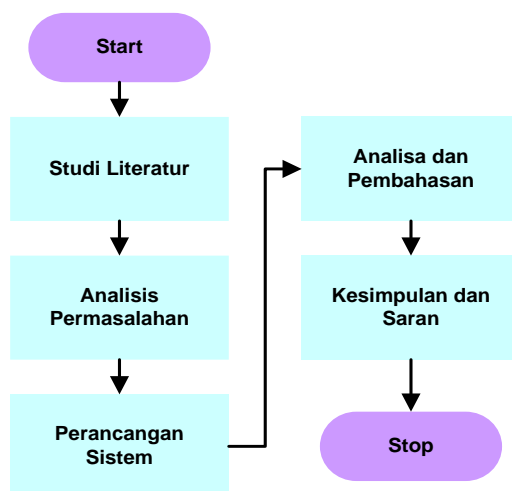 Start
Studi Literatur
Analisis
Permasalahan
Perancangan
Sistem
Analisa dan
Pembahasan
Kesimpulan dan
Saran
Stop